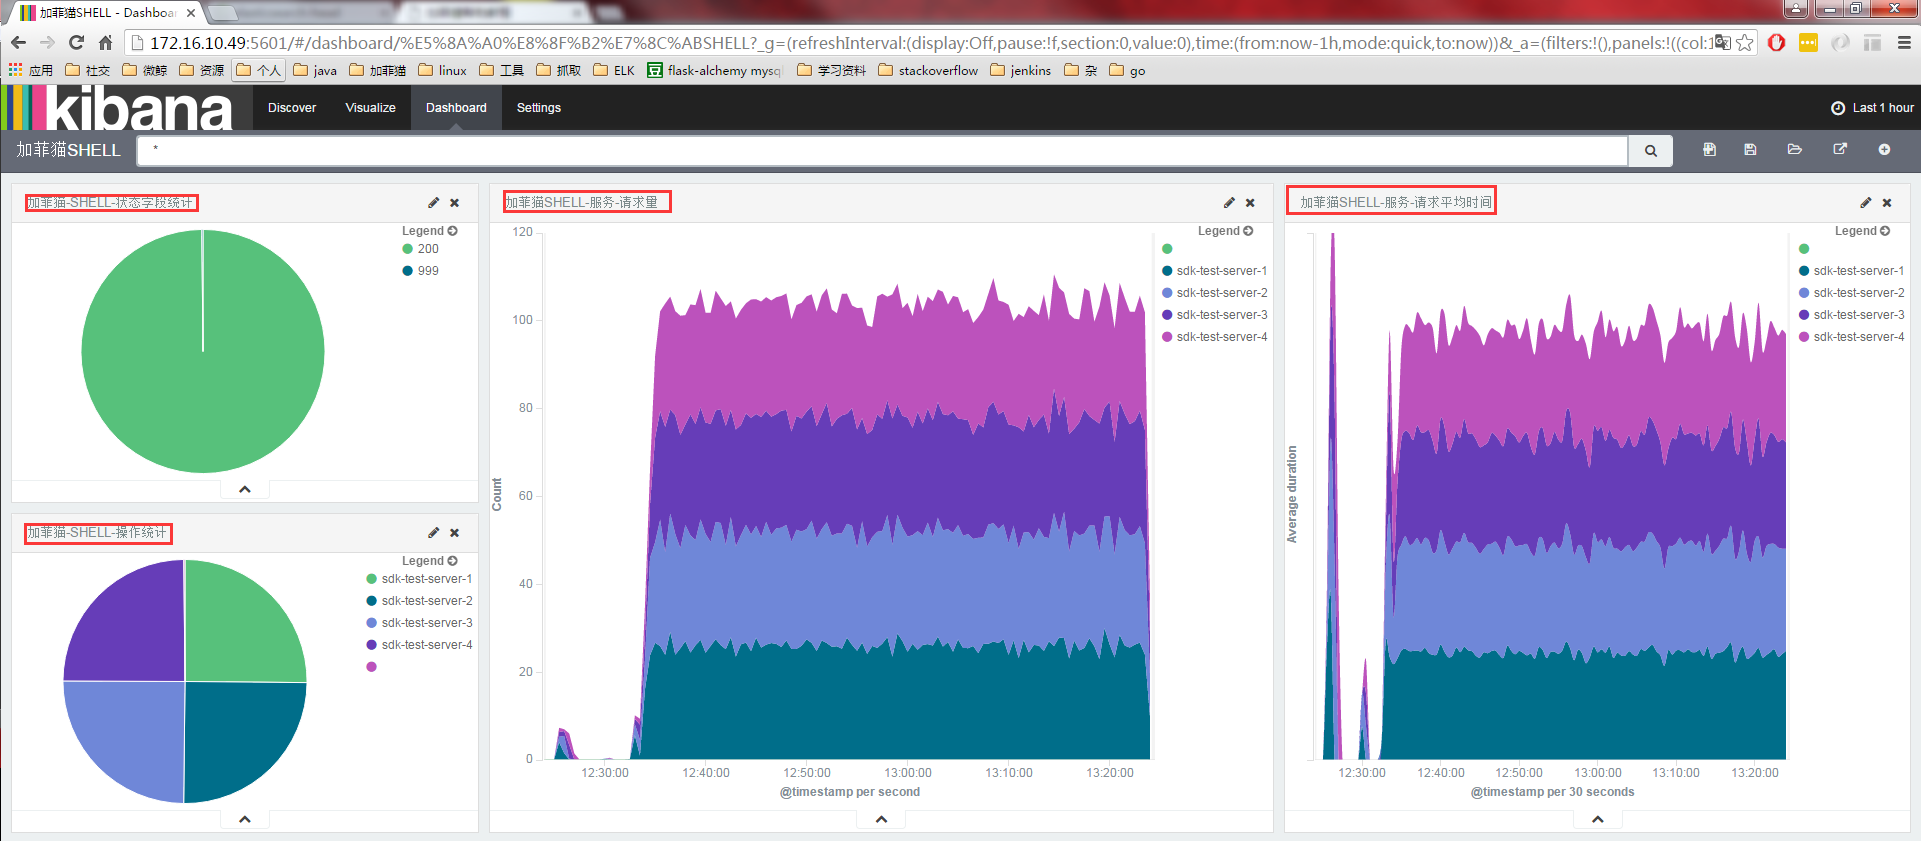 加菲猫SHELL - Dashboar
172.16.10.49:5601/#/dashboard/%E5%8A%A0%E8%8F%B2%E7%8C%ABSHELL?_g=(refreshInterval:(display:Off,pause:!f,section:0,value:0),time:(from:now-1h,mode:quick,to:now))&_a=(filters:!(),panels:!((col:1
应用 社交 微鲸 资源 个人 java 加菲猫 linux 工具 抓取 ELK 豆 flask-alchemy mysq 学习资料 stackoverflow jenkins 杂 go
kibana Discover Visualize Dashboard Settings Last 1 hour
加菲猫SHELL *
加菲猫-SHELL-状态字段统计
Legend
200
999
加菲猫-SHELL-操作统计
Legend
sdk-test-server-1
sdk-test-server-2
sdk-test-server-3
sdk-test-server-4
加菲猫SHELL-服务-请求量
Legend
sdk-test-server-1
sdk-test-server-2
sdk-test-server-3
sdk-test-server-4
120
100
80
60
40
20
0
Count
12:30:00 12:40:00 12:50:00 13:00:00 13:10:00 13:20:00
@timestamp per second
加菲猫SHELL-服务-请求平均时间
Legend
sdk-test-server-1
sdk-test-server-2
sdk-test-server-3
sdk-test-server-4
Average duration
12:30:00 12:40:00 12:50:00 13:00:00 13:10:00 13:20:00
@timestamp per 30 seconds